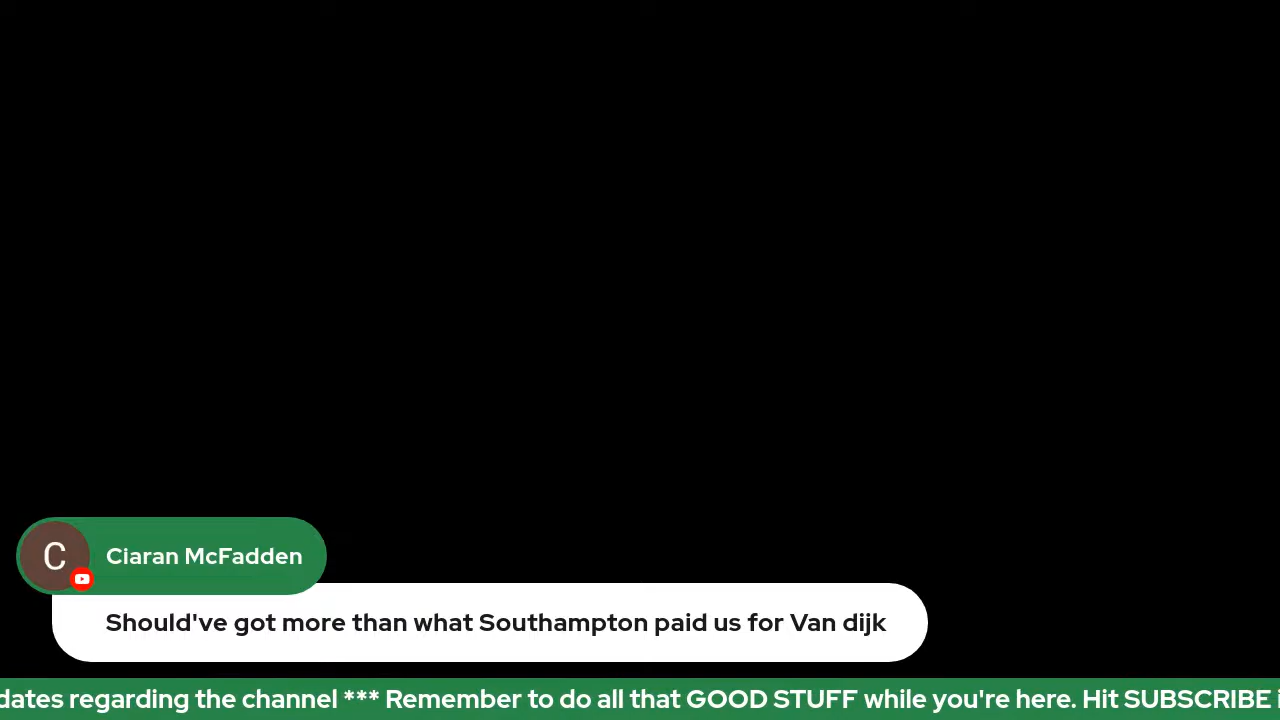 C
Ciaran McFadden
Should've got more than what Southampton paid us for Van dijk
dates regarding the channel *** Remember to do all that GOOD STUFF while you're here. Hit SUBSCRIBE